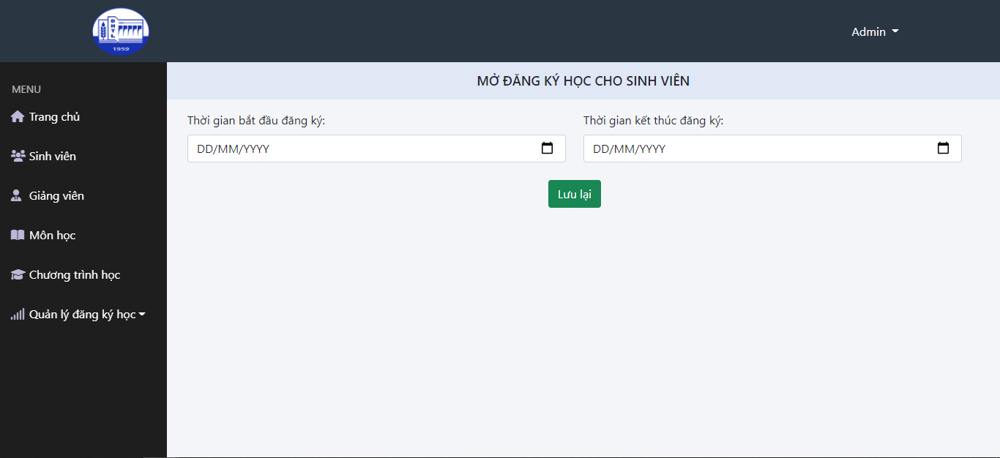 ĐHVL
1959
Admin
MENU
Trang chủ
Sinh viên
Giảng viên
Môn học
Chương trình học
Quản lý đăng ký học
MỞ ĐĂNG KÝ HỌC CHO SINH VIÊN
Thời gian bắt đầu đăng ký:
Thời gian kết thúc đăng ký:
DD/MM/YYYY
DD/MM/YYYY
Lưu lại